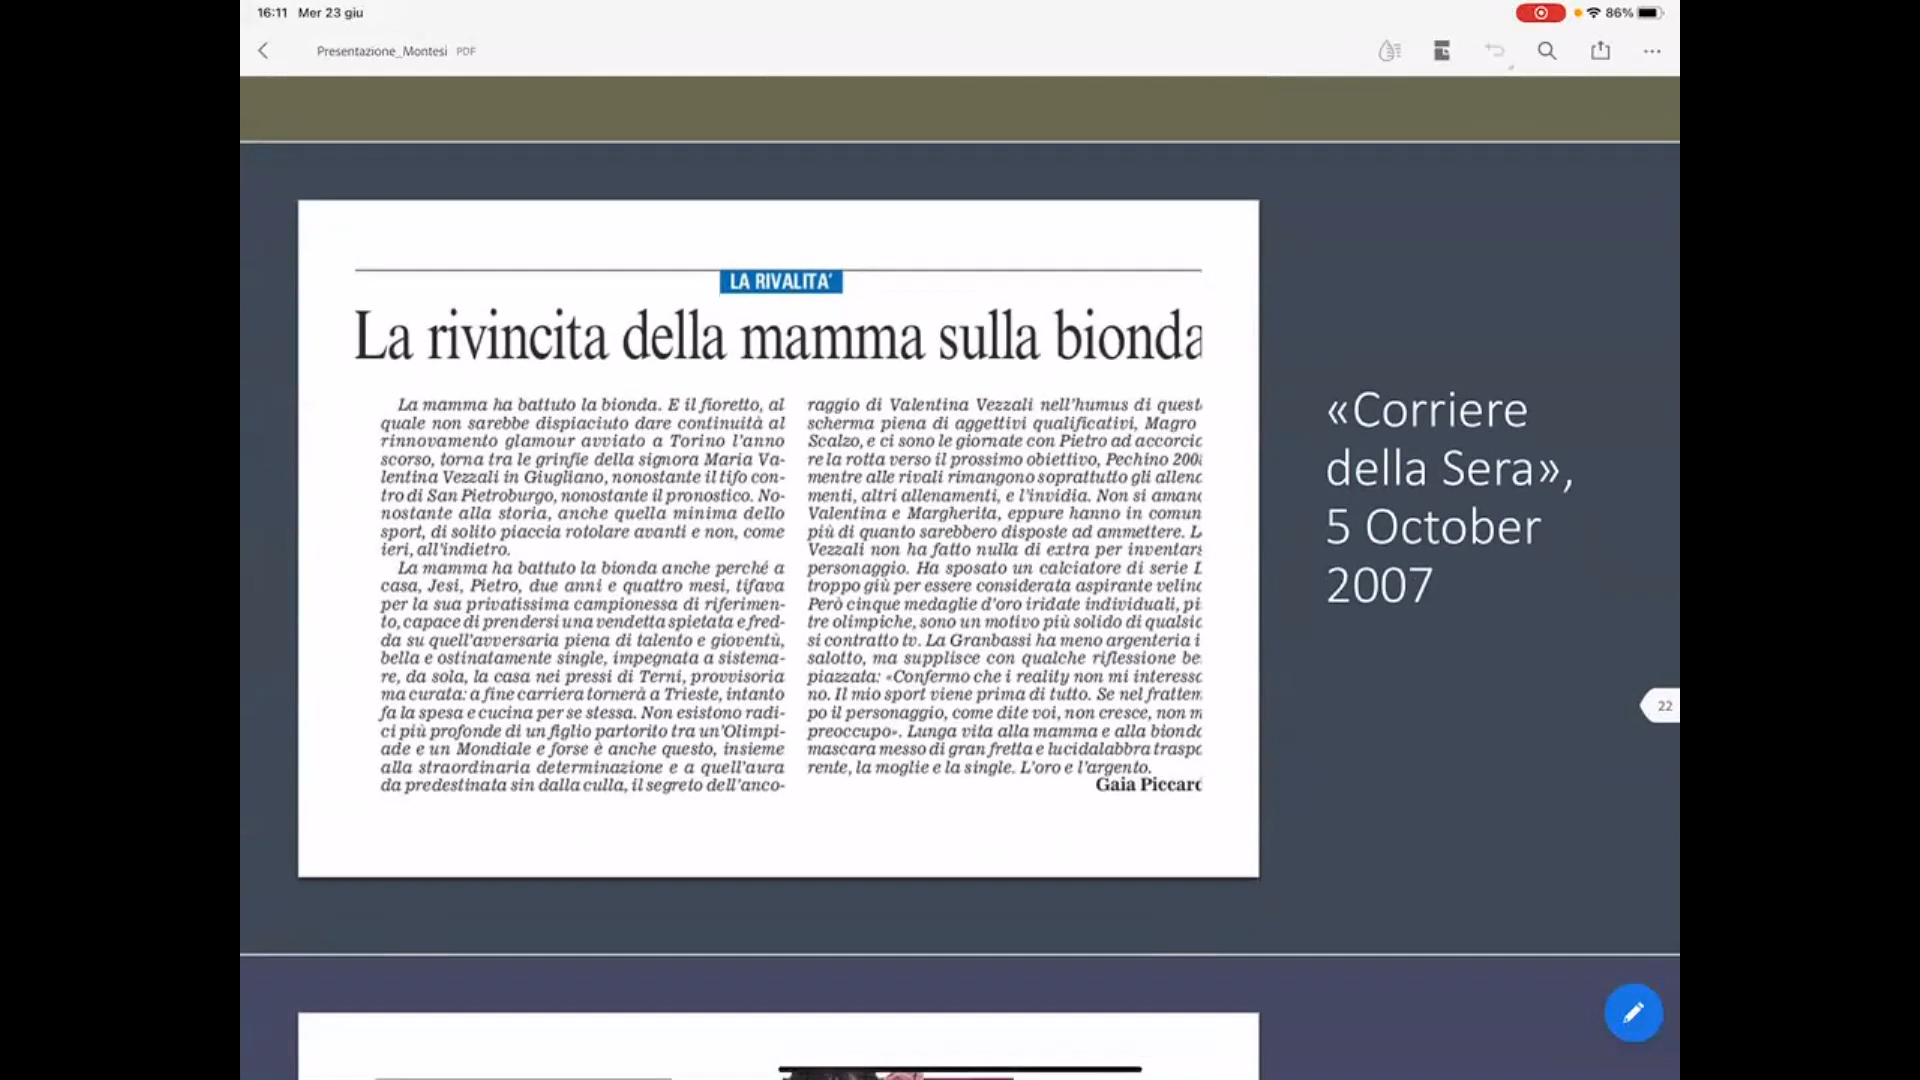 16:11 Mer 23 giu
86%
Presentazione_Montesi PDF
LA RIVALITA'
La rivincita della mamma sulla bionda
La mamma ha battuto la bionda. E il fioretto, al
quale non sarebbe dispiaciuto dare continuità al
rinnovamento glamour avviato a Torino l'anno
scorso, torna tra le grinfie della signora Maria Va-
lentina Vezzali in Giugliano, nonostante il tifo con-
tro di San Pietroburgo, nonostante il pronostico. No-
nostante alla storia, anche quella minima dello
sport, di solito piaccia rotolare avanti e non, come
ieri, all'indietro.
La mamma ha battuto la bionda anche perché a
casa, Jesi, Pietro, due anni e quattro mesi, tifava
per la sua privatissima campionessa di riferimen-
to, capace di prendersi una vendetta spietata e fred-
da su quell'avversaria piena di talento e gioventù,
bella e ostinatamente single, impegnata a sistema-
re, da sola, la casa nei pressi di Terni, provvisoria
ma curata: a fine carriera tornerà a Trieste, intanto
fa la spesa e cucina per se stessa. Non esistono radi-
ci più profonde di un figlio partorito tra un'Olimpi-
ade e un Mondiale e forse è anche questo, insieme
alla straordinaria determinazione e a quell'aura
da predestinata sin dalla culla, il segreto dell'anco-
raggio di Valentina Vezzali nell'humus di quest
scherma piena di aggettivi qualificativi, Magro
Scalzo, e ci sono le giornate con Pietro ad accorcia
re la rotta verso il prossimo obiettivo, Pechino 200
mentre alle rivali rimangono soprattutto gli allena
menti, altri allenamenti, e l'invidia. Non si amano
Valentina e Margherita, eppure hanno in comun
più di quanto sarebbero disposte ad ammettere. L
Vezzali non ha fatto nulla di extra per inventars
personaggio. Ha sposato un calciatore di serie
troppo giù per essere considerata aspirante velina
Però cinque medaglie d'oro iridate individuali, pi
tre olimpiche, sono un motivo più solido di qualsia
si contratto tv. La Granbassi ha meno argenteria i
salotto, ma supplisce con qualche riflessione be
piazzata: «Confermo che i reality non mi interessa
no. Il mio sport viene prima di tutto. Se nel frattem
po il personaggio, come dite voi, non cresce, non m
preoccupo». Lunga vita alla mamma e alla bionda
mascara messo di gran fretta e lucidalabbra traspa
rente, la moglie e la single. L'oro e l'argento.
Gaia Piccard
«Corriere
della Sera»,
5 October
2007
22